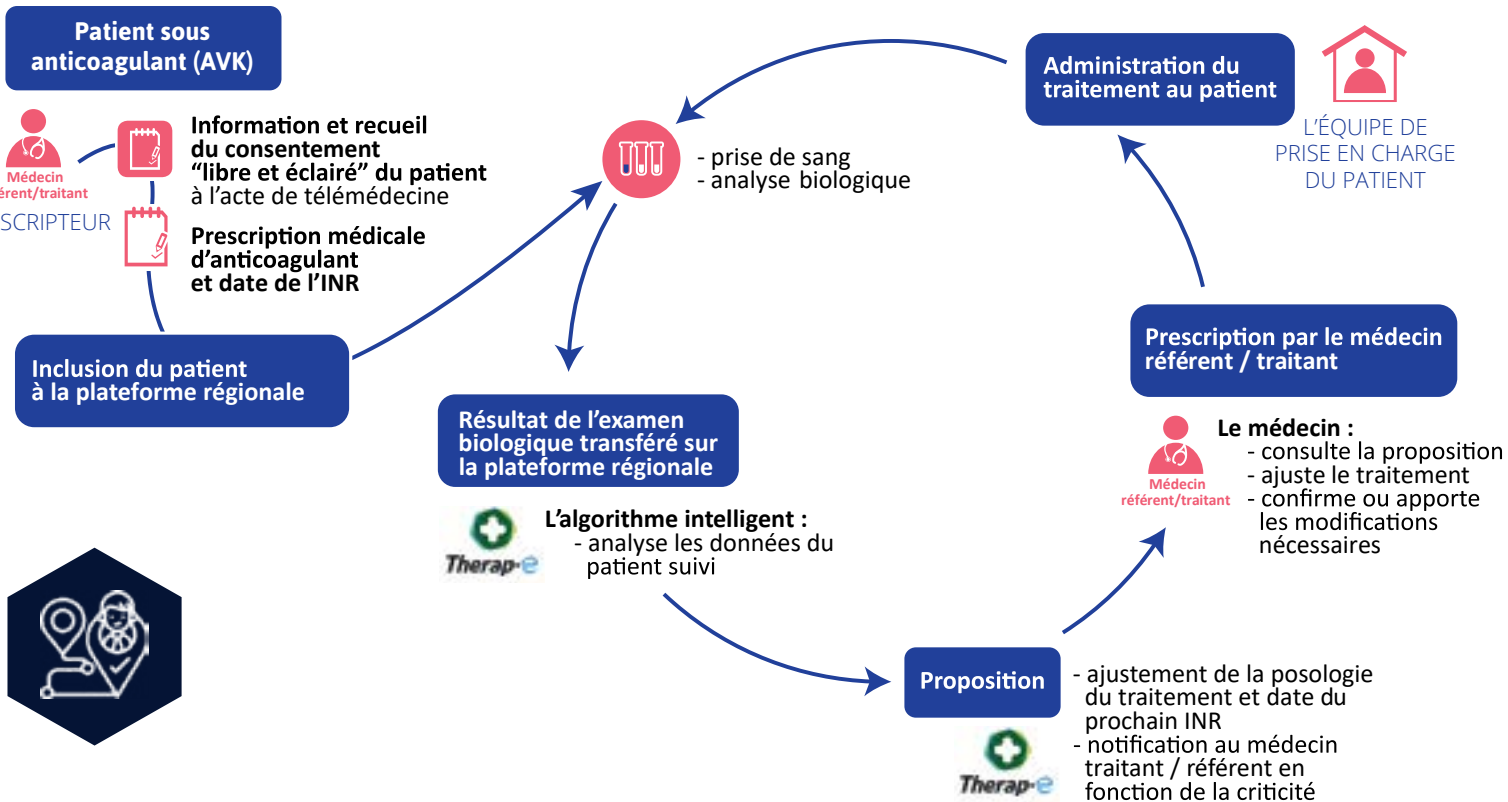 Patient sous
anticoagulant (AVK)
Médecin
érent/traitant
SCRIPTEUR
Information et recueil
du consentement
“libre et éclairé” du patient
à l’acte de télémédecine
Prescription médicale
d’anticoagulant
et date de l’INR
Inclusion du patient
à la plateforme régionale
- prise de sang
- analyse biologique
Résultat de l’examen
biologique transféré sur
la plateforme régionale
Therap-e
L’algorithme intelligent :
- analyse les données du
patient suivi
Proposition
- ajustement de la posologie
du traitement et date du
prochain INR
- notification au médecin
traitant / référent en
fonction de la criticité
Therap-e
Prescription par le médecin
référent / traitant
Médecin
référent/traitant
Le médecin :
- consulte la proposition
- ajuste le traitement
- confirme ou apporte
les modifications
nécessaires
Administration du
traitement au patient
L’ÉQUIPE DE
PRISE EN CHARGE
DU PATIENT